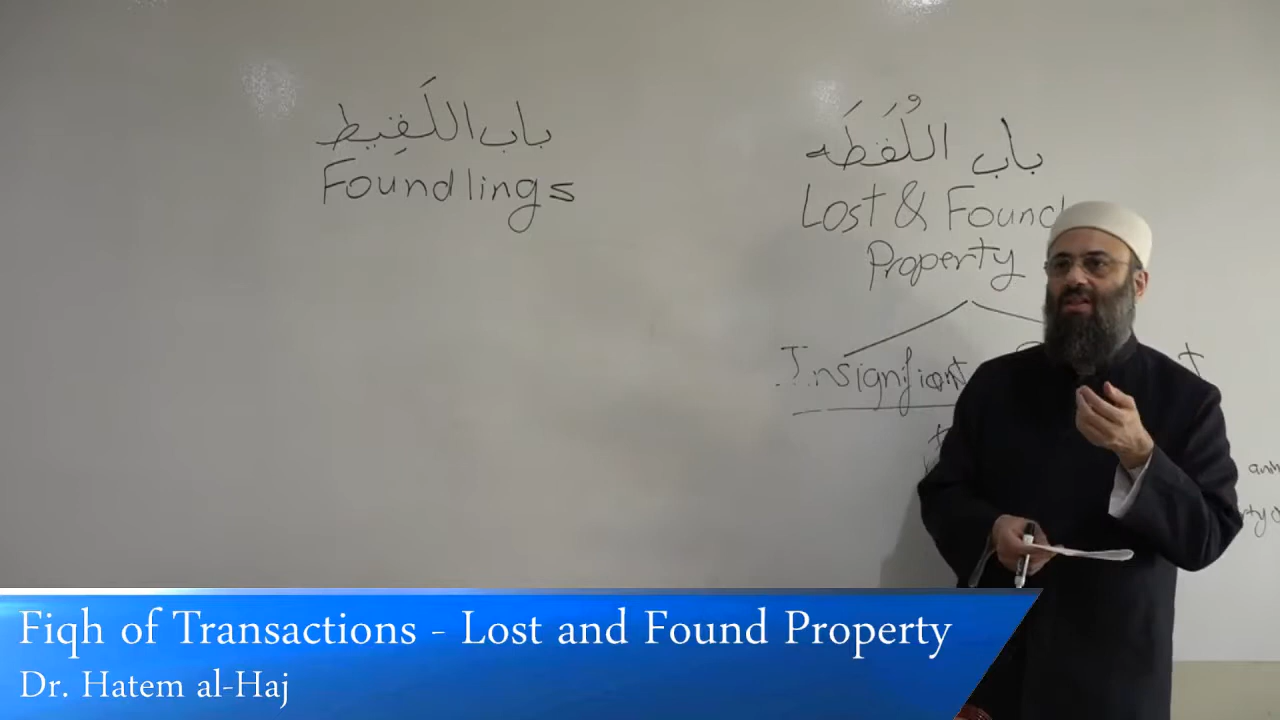 باب اللَقِيط
Foundlings
باب اللُقَطَه
Lost & Found
Property
Insignificant
Fiqh of Transactions - Lost and Found Property
Dr. Hatem al-Haj